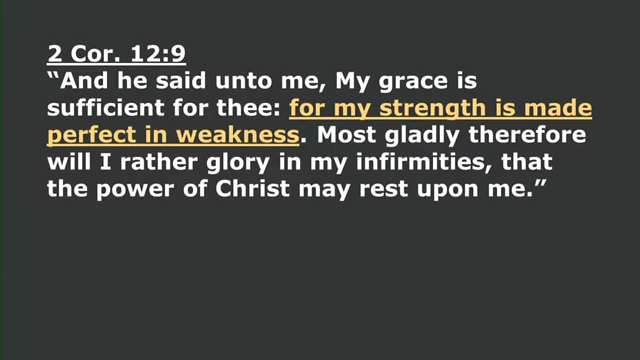 2 Cor. 12:9
“And he said unto me, My grace is
sufficient for thee: for my strength is made
perfect in weakness. Most gladly therefore
will I rather glory in my infirmities, that
the power of Christ may rest upon me.”